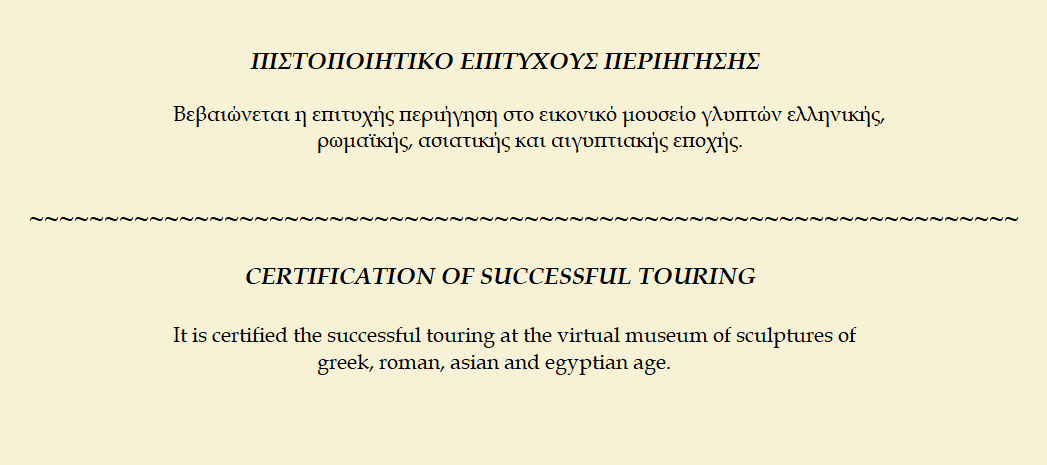 ΠΙΣΤΟΠΟΙΗΤΙΚΟ ΕΠΙΤΥΧΟΥΣ ΠΕΡΙΗΓΗΣΗΣ
Βεβαιώνεται η επιτυχής περιήγηση στο εικονικό μουσείο γλυπτών ελληνικής,
ρωμαϊκής, ασιατικής και αιγυπτιακής εποχής.
~~~~~~~~~~~~~~~~~~~~~~~~~~~~~~~~~~~~~~~~~~~~~~~~~~~~~~~~~~~~~~~~~~
CERTIFICATION OF SUCCESSFUL TOURING
It is certified the successful touring at the virtual museum of sculptures of
greek, roman, asian and egyptian age.